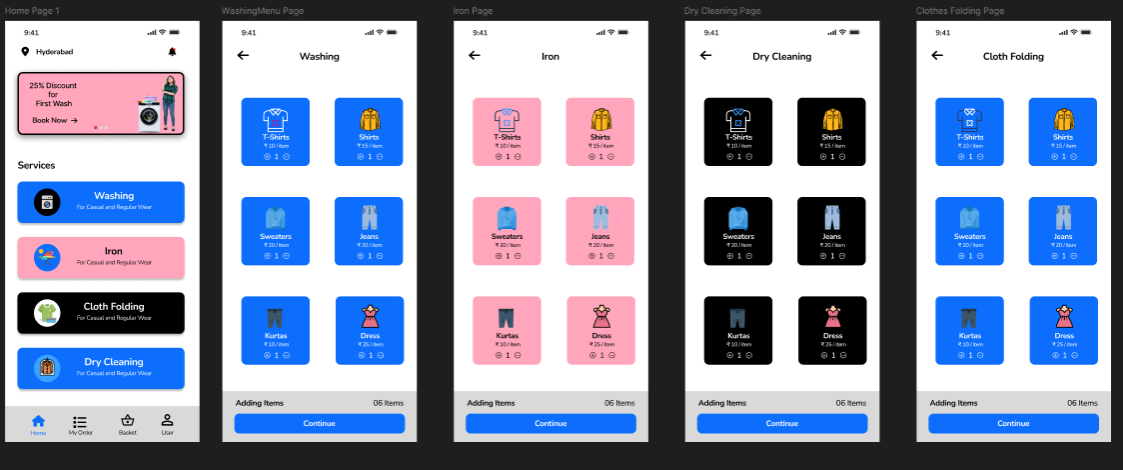 Home Page 1
9:41
Hyderabad
25% Discount
for
First Wash
Book Now →
Services
Washing
For Casual and Regular Wear
Iron
For Casual and Regular Wear
Cloth Folding
For Casual and Regular Wear
Dry Cleaning
For Casual and Regular Wear
Home
My Order
Basket
User
WashingMenu Page
9:41
Washing
T-Shirts
₹ 10 / item
1
Shirts
₹ 15 / item
1
Sweaters
₹ 20 / item
1
Jeans
₹ 20 / item
1
Kurtas
₹ 10 / item
1
Dress
₹ 25 / item
1
Adding Items
06 Items
Continue
Iron Page
9:41
Iron
T-Shirts
₹ 10 / item
1
Shirts
₹ 15 / item
1
Sweaters
₹ 20 / item
1
Jeans
₹ 20 / item
1
Kurtas
₹ 10 / item
1
Dress
₹ 25 / item
1
Adding Items
06 Items
Continue
Dry Cleaning Page
9:41
Dry Cleaning
T-Shirts
₹ 10 / item
1
Shirts
₹ 15 / item
1
Sweaters
₹ 20 / item
1
Jeans
₹ 20 / item
1
Kurtas
₹ 10 / item
1
Dress
₹ 25 / item
1
Adding Items
06 Items
Continue
Clothes Folding Page
9:41
Cloth Folding
T-Shirts
₹ 10 / item
1
Shirts
₹ 15 / item
1
Sweaters
₹ 20 / item
1
Jeans
₹ 20 / item
1
Kurtas
₹ 10 / item
1
Dress
₹ 25 / item
1
Adding Items
06 Items
Continue